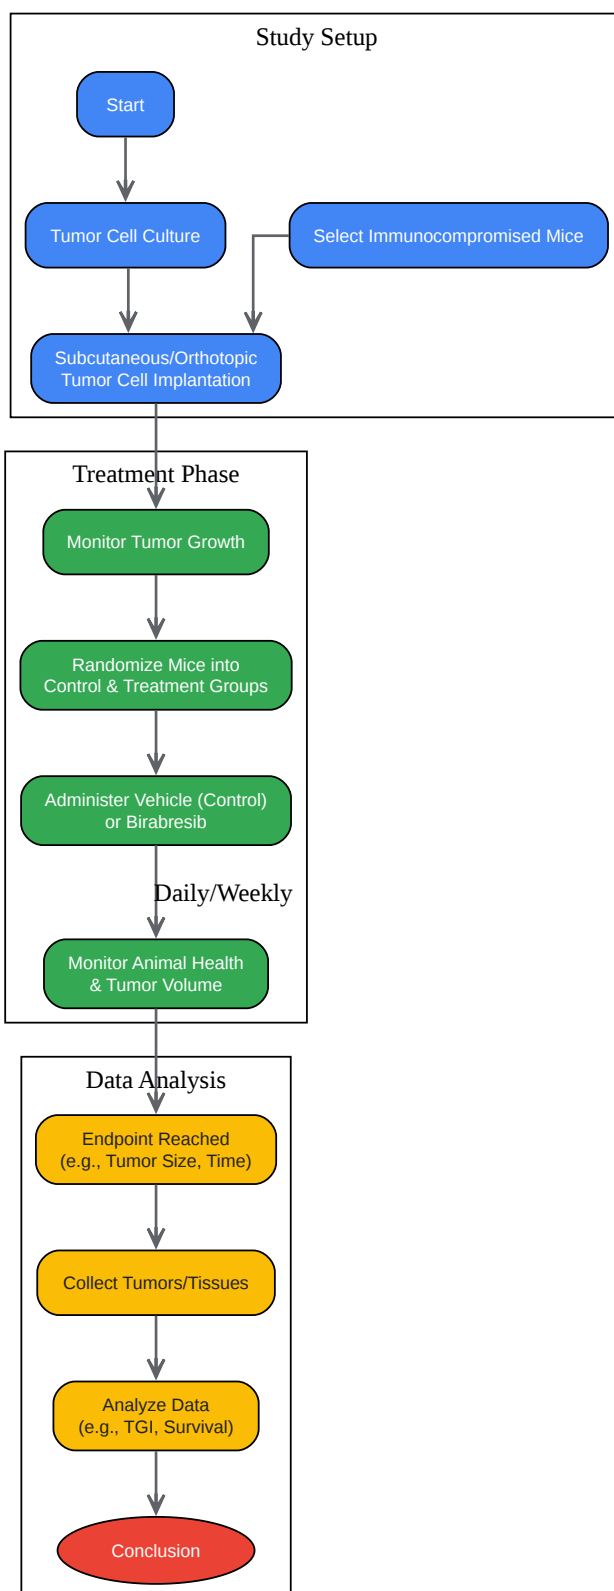 Study Setup
Start
Tumor Cell Culture
Select Immunocompromised Mice
Subcutaneous/Orthotopic
Tumor Cell Implantation
Treatment Phase
Monitor Tumor Growth
Randomize Mice into
Control & Treatment Groups
Administer Vehicle (Control)
or Birabresib
Daily/Weekly
Monitor Animal Health
& Tumor Volume
Data Analysis
Endpoint Reached
(e.g., Tumor Size, Time)
Collect Tumors/Tissues
Analyze Data
(e.g., TGI, Survival)
Conclusion